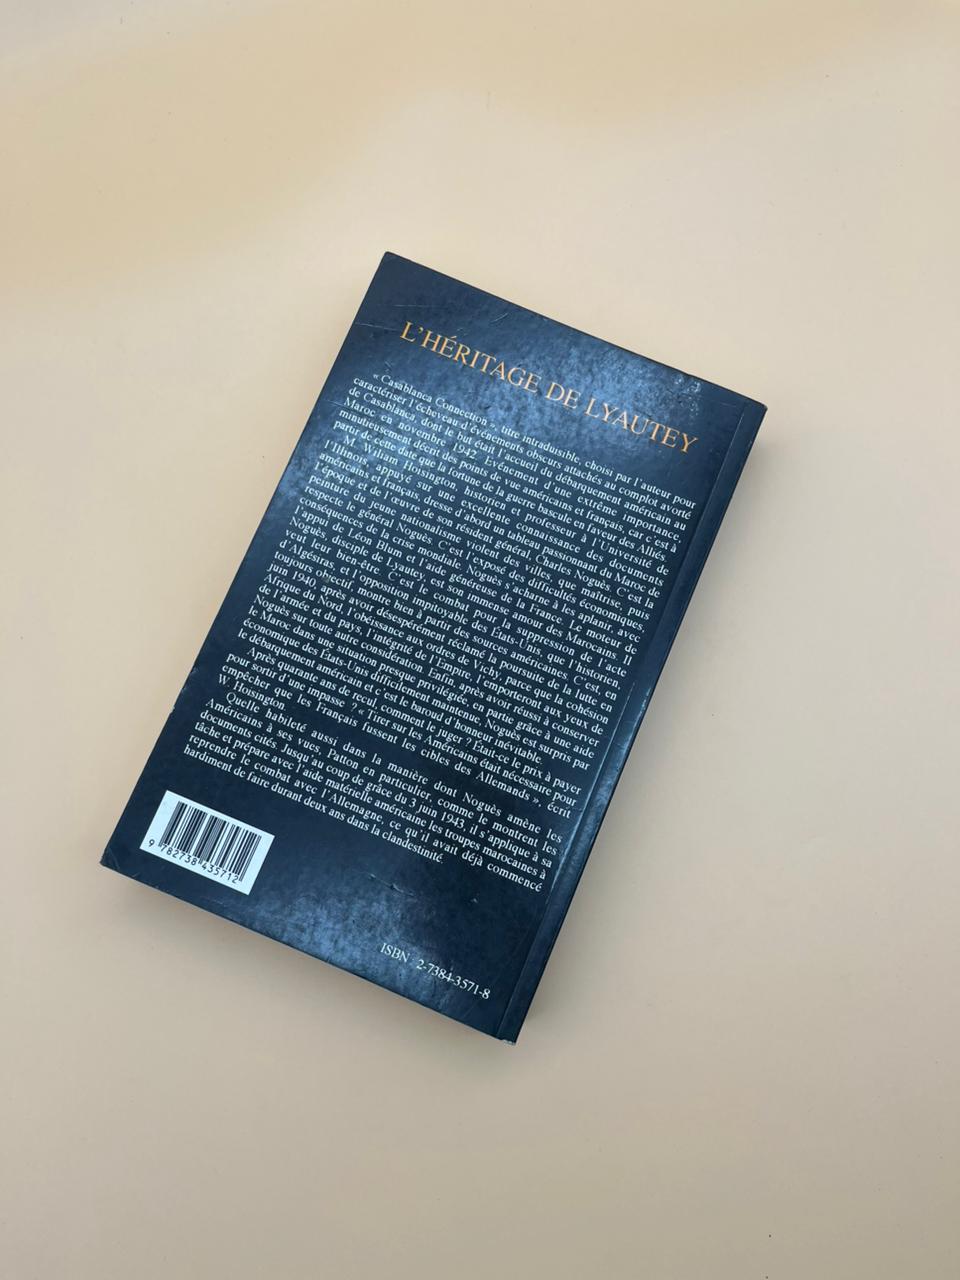 L'HÉRITAGE DE LYAUTEY
« Casablanca Connection », titre intraduisible, choisi par l'auteur pour
caractériser l'écheveau d'événements obscurs attachés au complot avorté
de Casablanca, dont le but était l'accueil du débarquement américain au
Maroc en novembre 1942. Événement d'une extrême importance,
minutieusement décrit des points de vue américains et français, car c'est à
partir de cette date que la fortune de la guerre bascule en faveur des Alliés.
M. William Hoisington, historien et professeur à l'Université de
l'Illinois, appuyé sur une excellente connaissance des documents
américains et français, dresse d'abord un tableau passionnant du Maroc de
l'époque et de l'œuvre de son résident général, Charles Noguès. C'est la
peinture du jeune nationalisme violent des villes, que maîtrise, puis
respecte le général Noguès. C'est l'exposé des difficultés économiques,
conséquences de la crise mondiale. Noguès s'acharne à les aplanir, avec
l'appui de Léon Blum et l'aide généreuse de la France. Le moteur de
Noguès, disciple de Lyautey, est son immense amour des Marocains. Il
veut leur bien-être. C'est le combat pour la suppression de l'acte
d'Algésiras, et l'opposition impitoyable des États-Unis, que l'historien,
toujours objectif, montre bien à partir des sources américaines. C'est, en
juin 1940, après avoir désespérément réclamé la poursuite de la lutte en
Afrique du Nord, l'obéissance aux ordres de Vichy, parce que la cohésion
de l'armée et du pays, l'intégrité de l'Empire, l'emporteront aux yeux de
Noguès sur toute autre considération. Enfin, après avoir réussi à conserver
le Maroc dans une situation presque privilégiée, en partie grâce à une aide
économique des États-Unis difficilement maintenue, Noguès est surpris par
le débarquement américain et c'est le baroud d'honneur inévitable.
Après quarante ans de recul, comment le juger ? Était-ce le prix à payer
pour sortir d'une impasse ? « Tirer sur les Américains était nécessaire pour
empêcher que les Français fussent les cibles des Allemands », écrit
W. Hoisington.
Quelle habileté aussi dans la manière dont Noguès amène les
Américains à ses vues, Patton en particulier, comme le montrent les
documents cités. Jusqu'au coup de grâce du 3 juin 1943, il s'applique à sa
tâche et prépare avec l'aide matérielle américaine les troupes marocaines à
reprendre le combat avec l'Allemagne, ce qu'il avait déjà commencé
hardiment de faire durant deux ans dans la clandestinité.
9 782738 435712
ISBN : 2-7384-3571-8